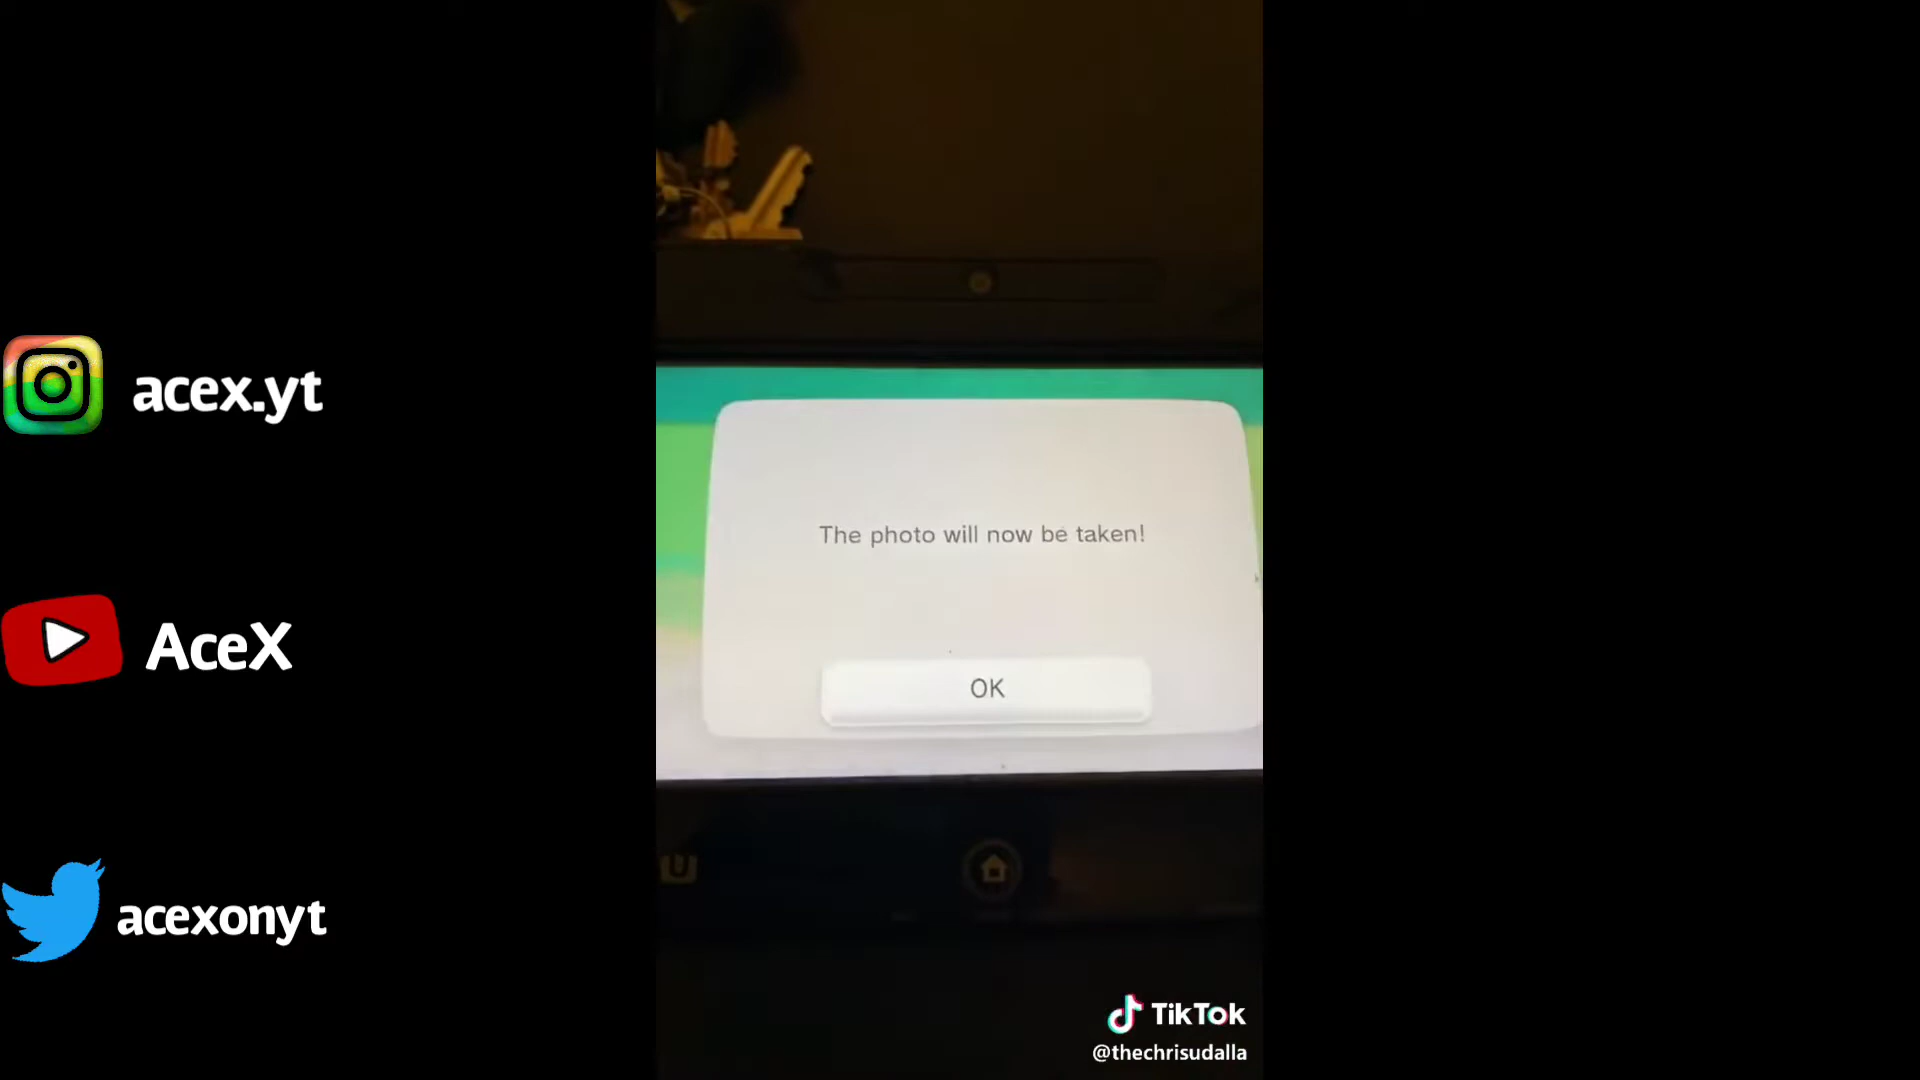 acex.yt
AceX
acexonyt
The photo will now be taken!
OK
U
TikTok
@thechrisudalla